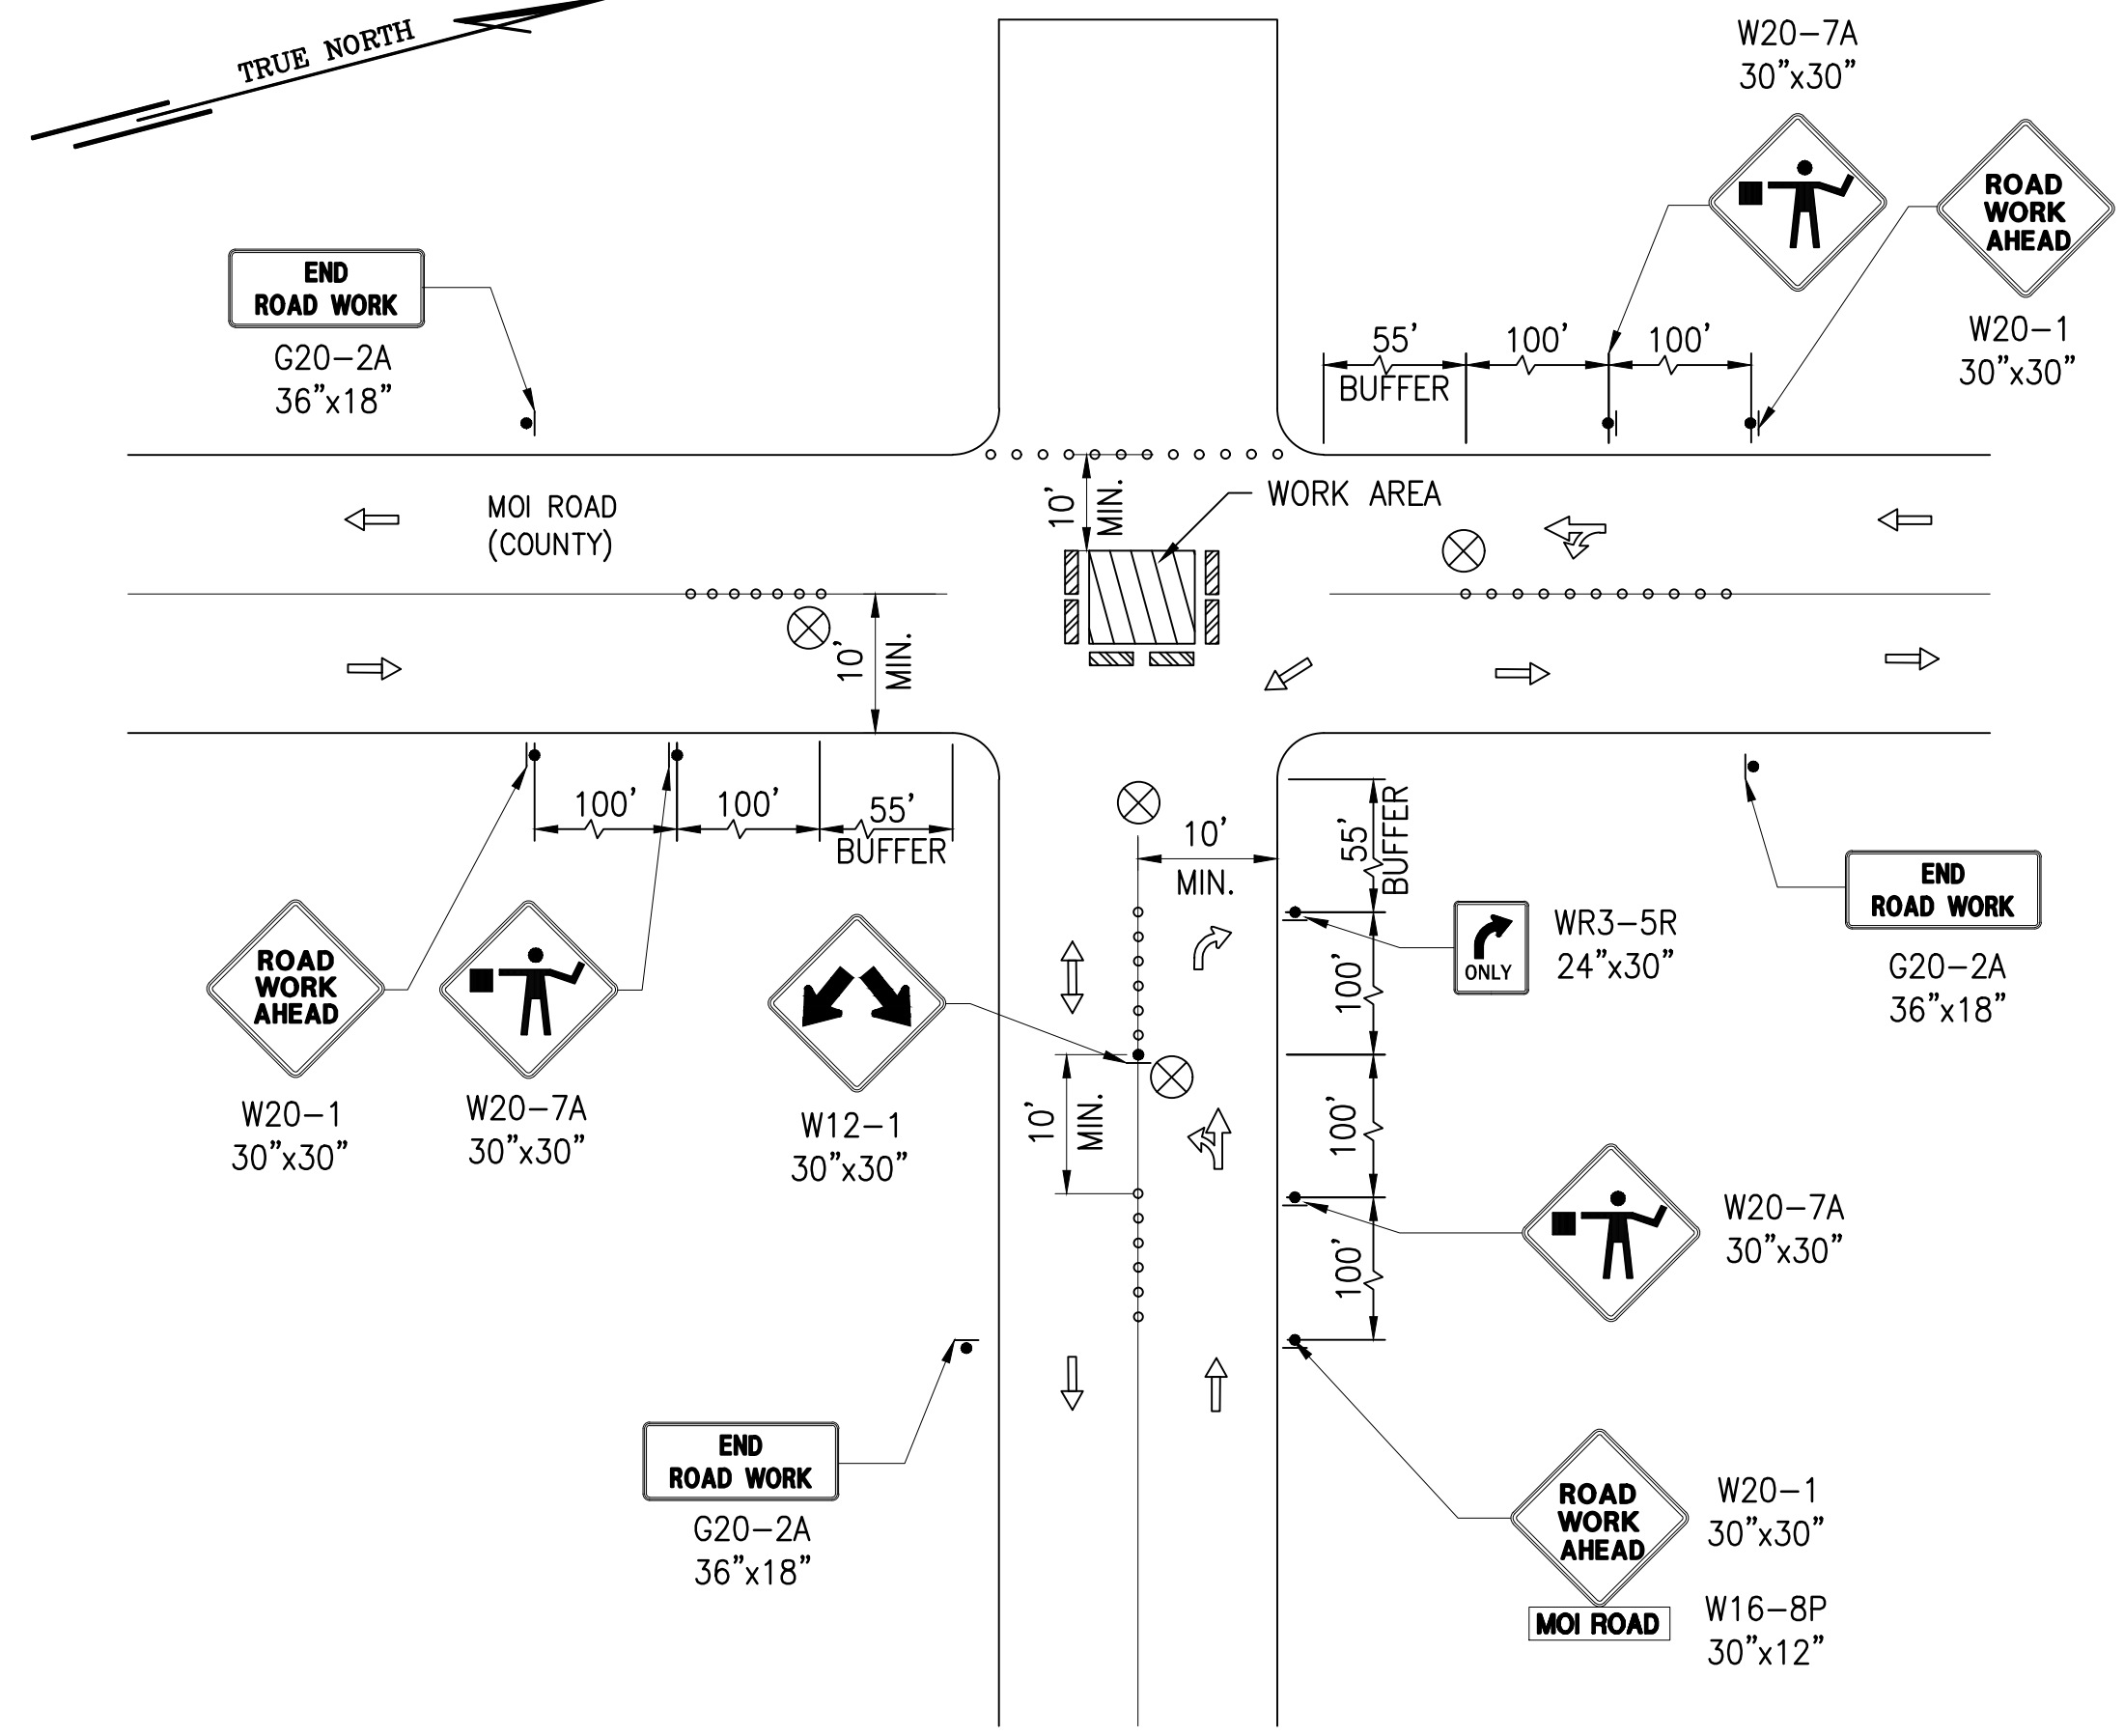 TRUE NORTH
W20-7A
30”x30”
ROAD
WORK
AHEAD
W20-1
30”x30”
END
ROAD WORK
G20-2A
36”x18”
55’
BUFFER
100’
100’
MOI ROAD
(COUNTY)
10’
MIN.
WORK AREA
10’
MIN.
100’
100’
55’
BUFFER
10’
MIN.
55’
BUFFER
END
ROAD WORK
G20-2A
36”x18”
ROAD
WORK
AHEAD
W20-1
30”x30”
W20-7A
30”x30”
W12-1
30”x30”
ONLY
WR3-5R
24”x30”
100’
10’
MIN.
100’
W20-7A
30”x30”
100’
END
ROAD WORK
G20-2A
36”x18”
ROAD
WORK
AHEAD
W20-1
30”x30”
MOI ROAD
W16-8P
30”x12”